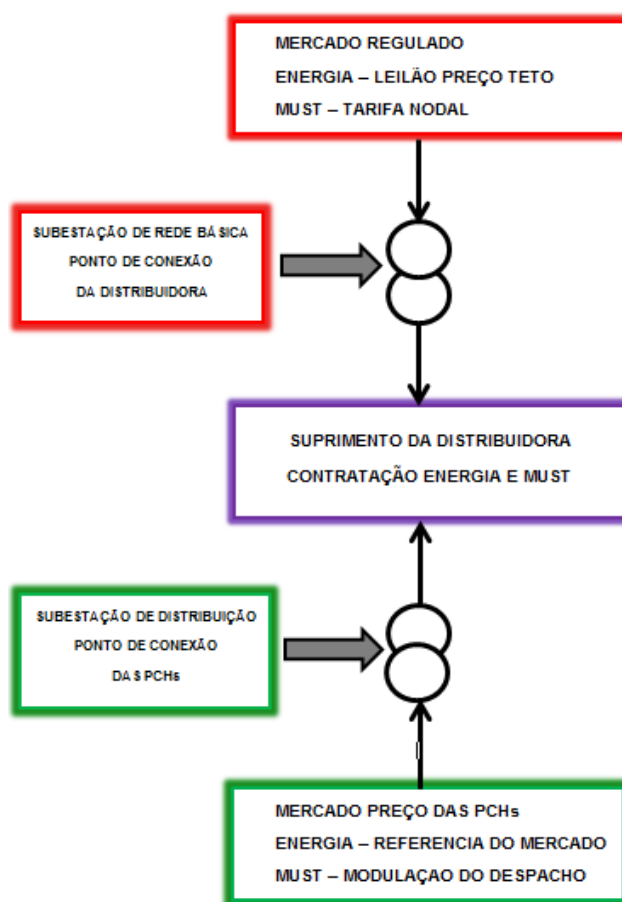 MERCADO REGULADO
ENERGIA – LEILÃO PREÇO TETO
MUST – TARIFA NODAL
SUBESTAÇÃO DE REDE BÁSICA
PONTO DE CONEXÃO
DA DISTRIBUIDORA
SUPRIMENTO DA DISTRIBUIDORA
CONTRATAÇÃO ENERGIA E MUST
SUBESTAÇÃO DE DISTRIBUIÇÃO
PONTO DE CONEXÃO
DAS PCHs
MERCADO PREÇO DAS PCHs
ENERGIA – REFERENCIA DO MERCADO
MUST – MODULAÇAO DO DESPACHO